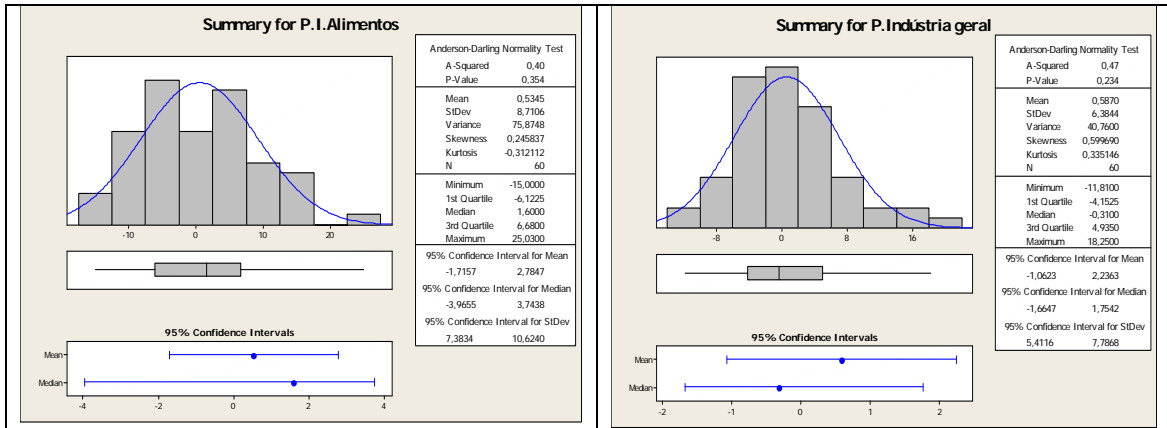 Summary for P.I.Alimentos
Anderson-Darling Normality Test
A-Squared 0,40
P-Value 0,354
Mean 0,5345
StDev 8,7106
Variance 75,8748
Skewness 0,245837
Kurtosis -0,312112
N 60
Minimum -15,0000
1st Quartile -6,1225
Median 1,6000
3rd Quartile 6,6800
Maximum 25,0300
95% Confidence Interval for Mean
-1,7157 2,7847
95% Confidence Interval for Median
-3,9655 3,7438
95% Confidence Interval for StDev
7,3834 10,6240
-10 0 10 20
95% Confidence Intervals
Mean
Median
-4 -2 0 2 4
Summary for P.Indústria geral
Anderson-Darling Normality Test
A-Squared 0,47
P-Value 0,234
Mean 0,5870
StDev 6,3844
Variance 40,7600
Skewness 0,599690
Kurtosis 0,335146
N 60
Minimum -11,8100
1st Quartile -4,1525
Median -0,3100
3rd Quartile 4,9350
Maximum 18,2500
95% Confidence Interval for Mean
-1,0623 2,2363
95% Confidence Interval for Median
-1,6647 1,7542
95% Confidence Interval for StDev
5,4116 7,7868
-8 0 8 16
95% Confidence Intervals
Mean
Median
-2 -1 0 1 2